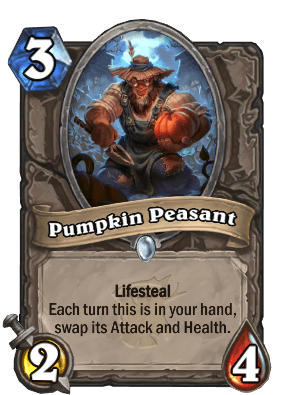 3
Pumpkin Peasant
Lifesteal
Each turn this is in your hand,
swap its Attack and Health.
2
4